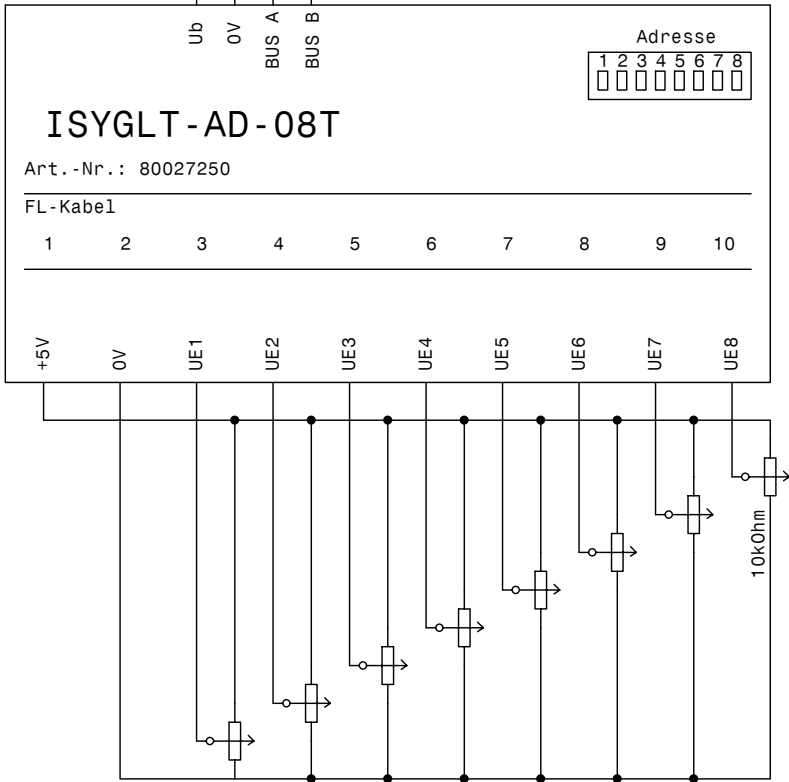 Ub 0V BUS A BUS B
Adresse
1 2 3 4 5 6 7 8
ISYGLT-AD-08T
Art.-Nr.: 80027250
FL-Kabel
1 2 3 4 5 6 7 8 9 10
+5V 0V UE1 UE2 UE3 UE4 UE5 UE6 UE7 UE8
10kOhm